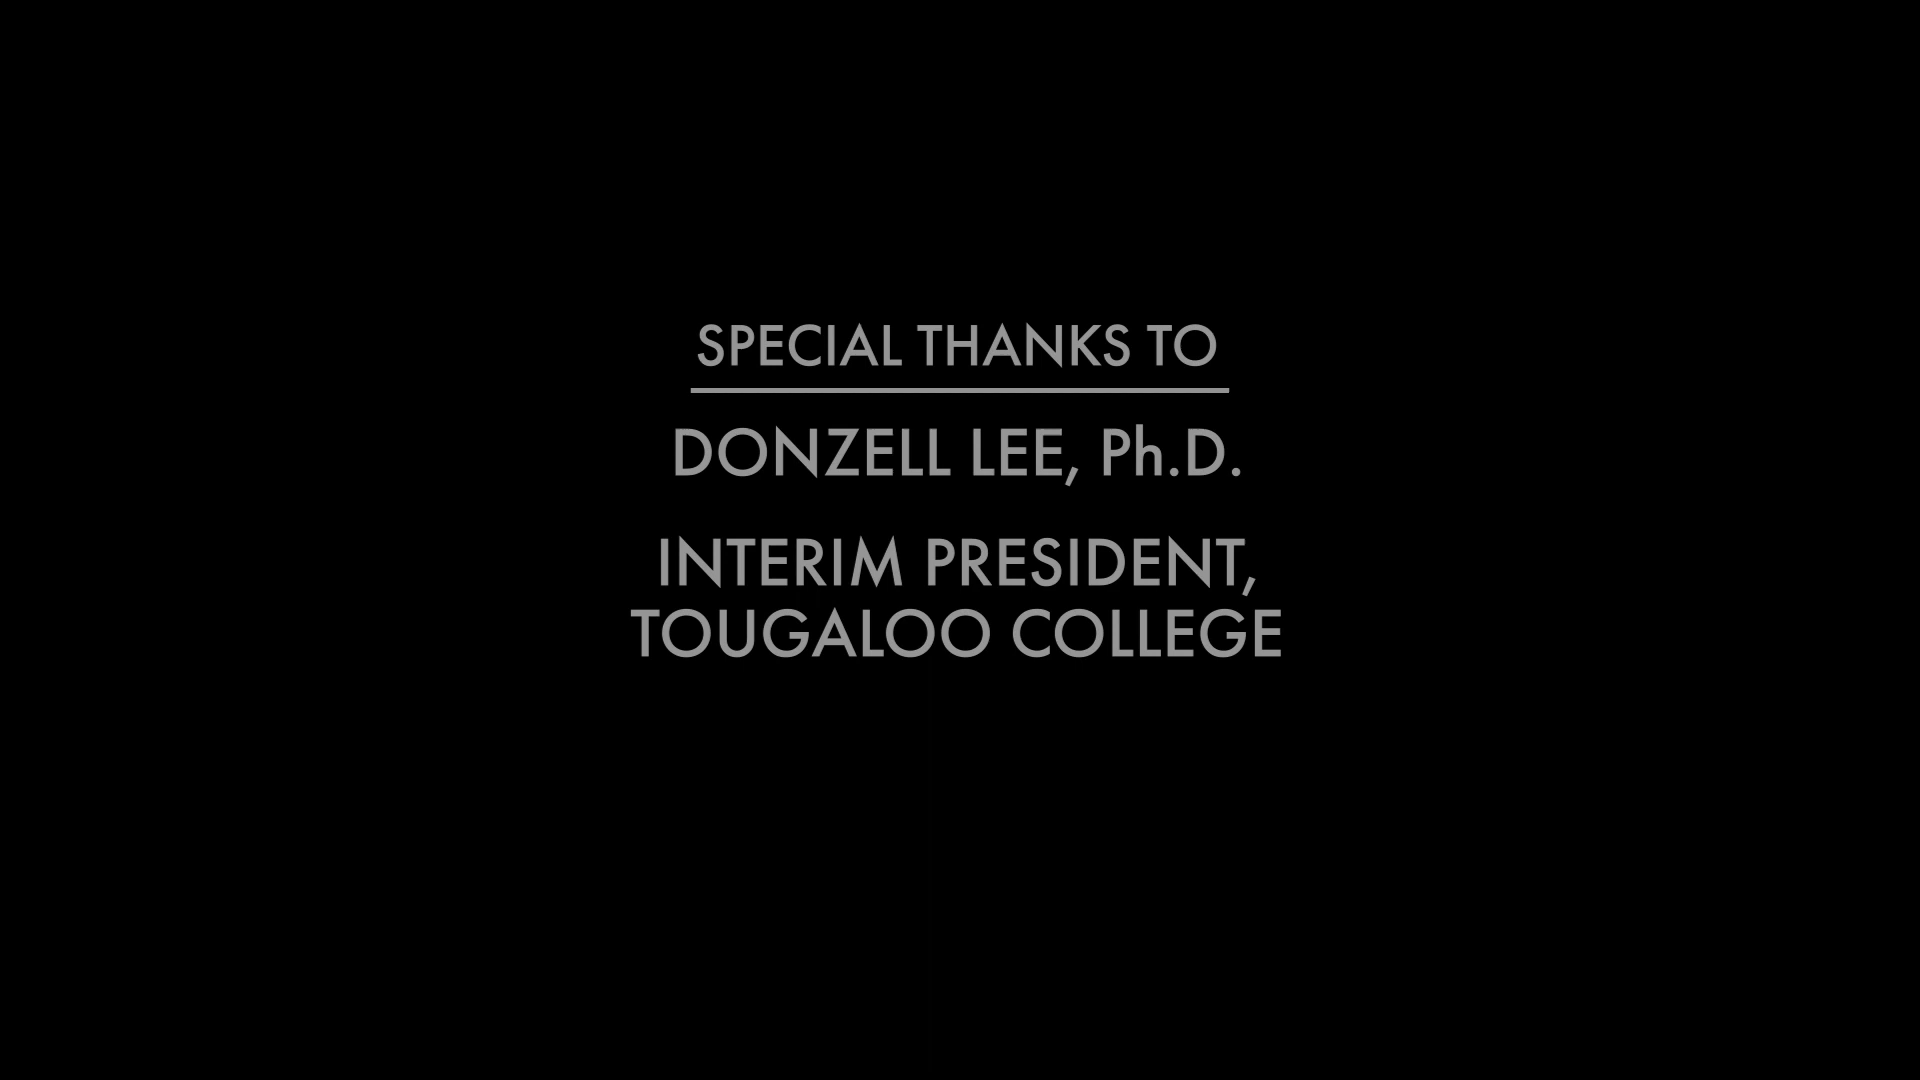 SPECIAL THANKS TO
DONZELL LEE, Ph.D.
INTERIM PRESIDENT,
TOUGALOO COLLEGE